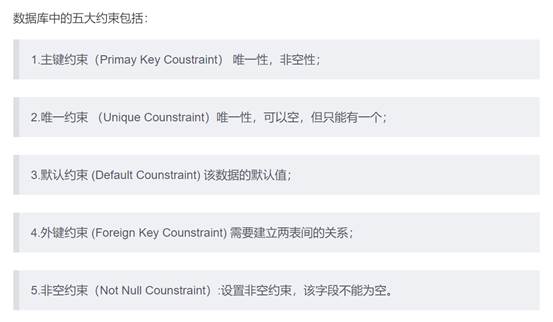 数据库中的五大约束包括：
1.主键约束（Primay Key Coustraint） 唯一性，非空性；
2.唯一约束 （Unique Counstraint）唯一性，可以空，但只能有一个；
3.默认约束 (Default Counstraint) 该数据的默认值；
4.外键约束 (Foreign Key Counstraint) 需要建立两表间的关系；
5.非空约束（Not Null Counstraint）:设置非空约束，该字段不能为空。